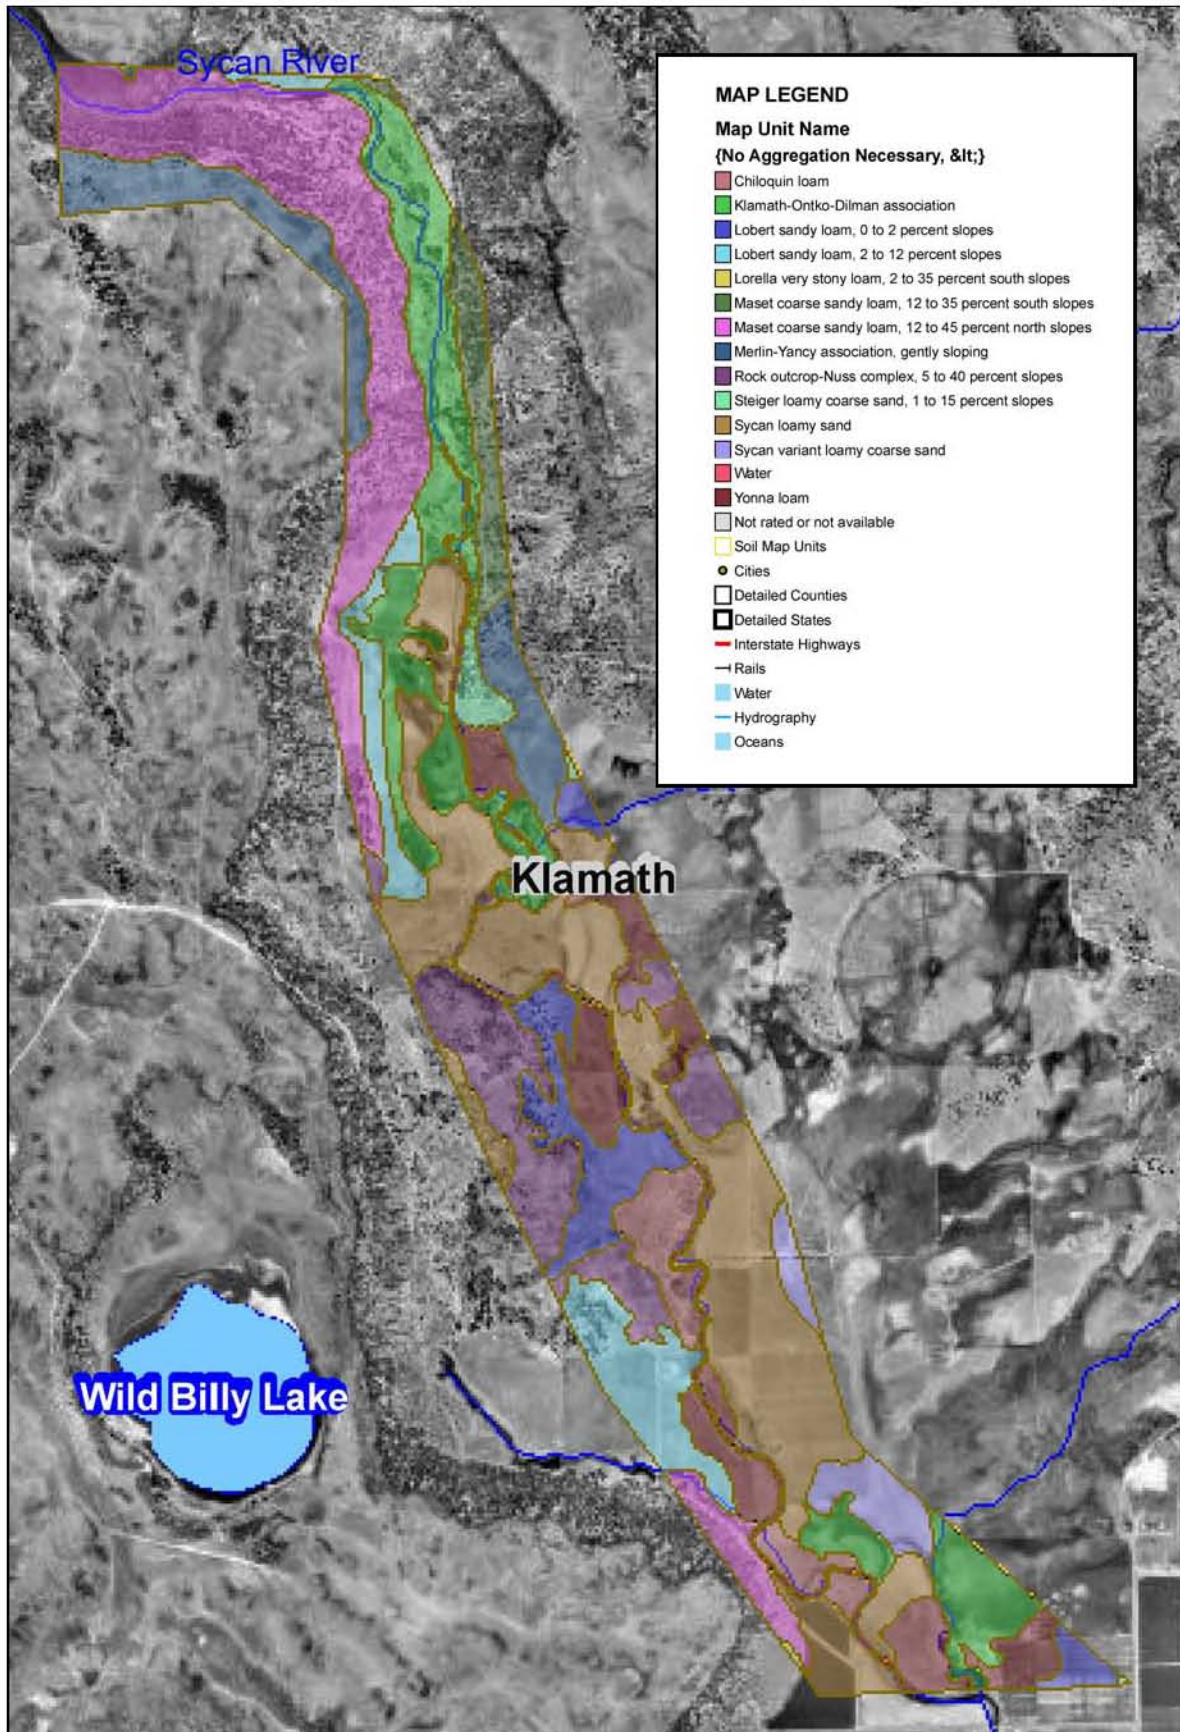 Sycan River
MAP LEGEND
Map Unit Name
{No Aggregation Necessary, &lt;}
Chiloquin loam
Klamath-Ontko-Dilman association
Lobert sandy loam, 0 to 2 percent slopes
Lobert sandy loam, 2 to 12 percent slopes
Lorella very stony loam, 2 to 35 percent south slopes
Maset coarse sandy loam, 12 to 35 percent south slopes
Maset coarse sandy loam, 12 to 45 percent north slopes
Merlin-Yancy association, gently sloping
Rock outcrop-Nuss complex, 5 to 40 percent slopes
Steiger loamy coarse sand, 1 to 15 percent slopes
Sycan loamy sand
Sycan variant loamy coarse sand
Water
Yonna loam
Not rated or not available
Soil Map Units
Cities
Detailed Counties
Detailed States
Interstate Highways
Rails
Water
Hydrography
Oceans
Klamath
Wild Billy Lake